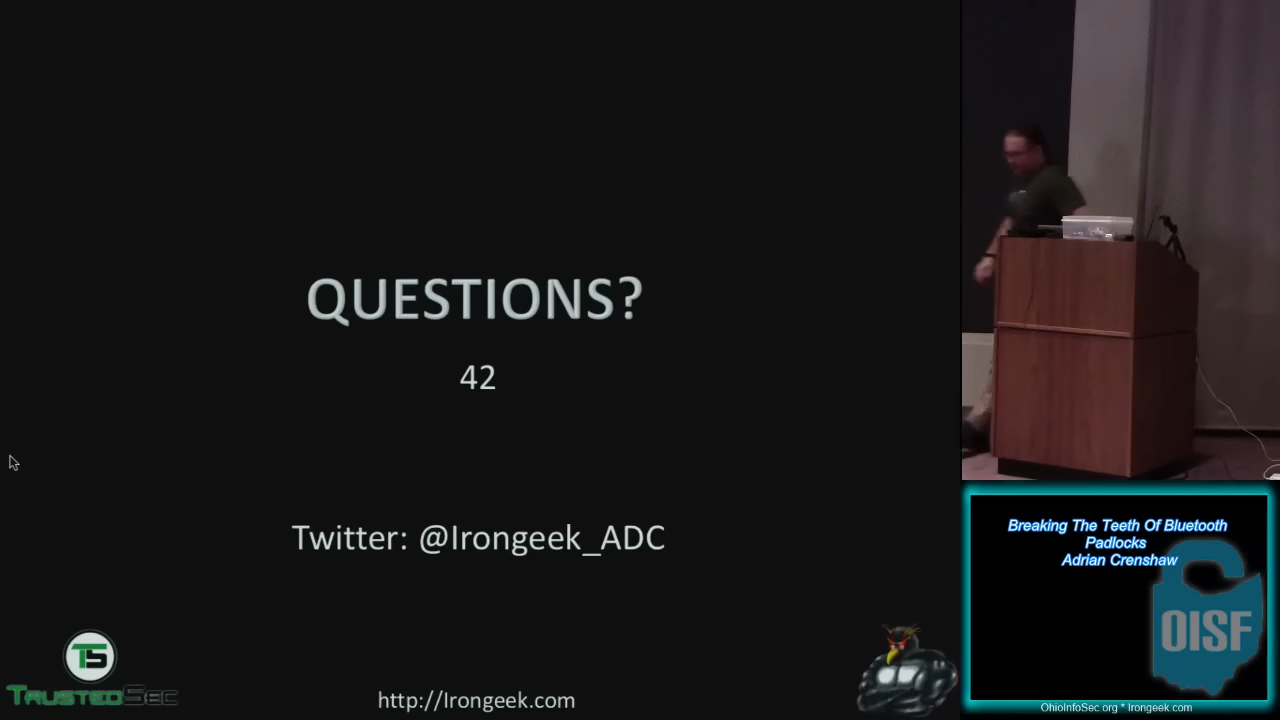 QUESTIONS?
42
Twitter: @Irongeek_ADC
TS
TRUSTEDSEC
http://Irongeek.com
Breaking The Teeth Of Bluetooth
Padlocks
Adrian Crenshaw
OISF
OhioInfoSec.org * Irongeek.com